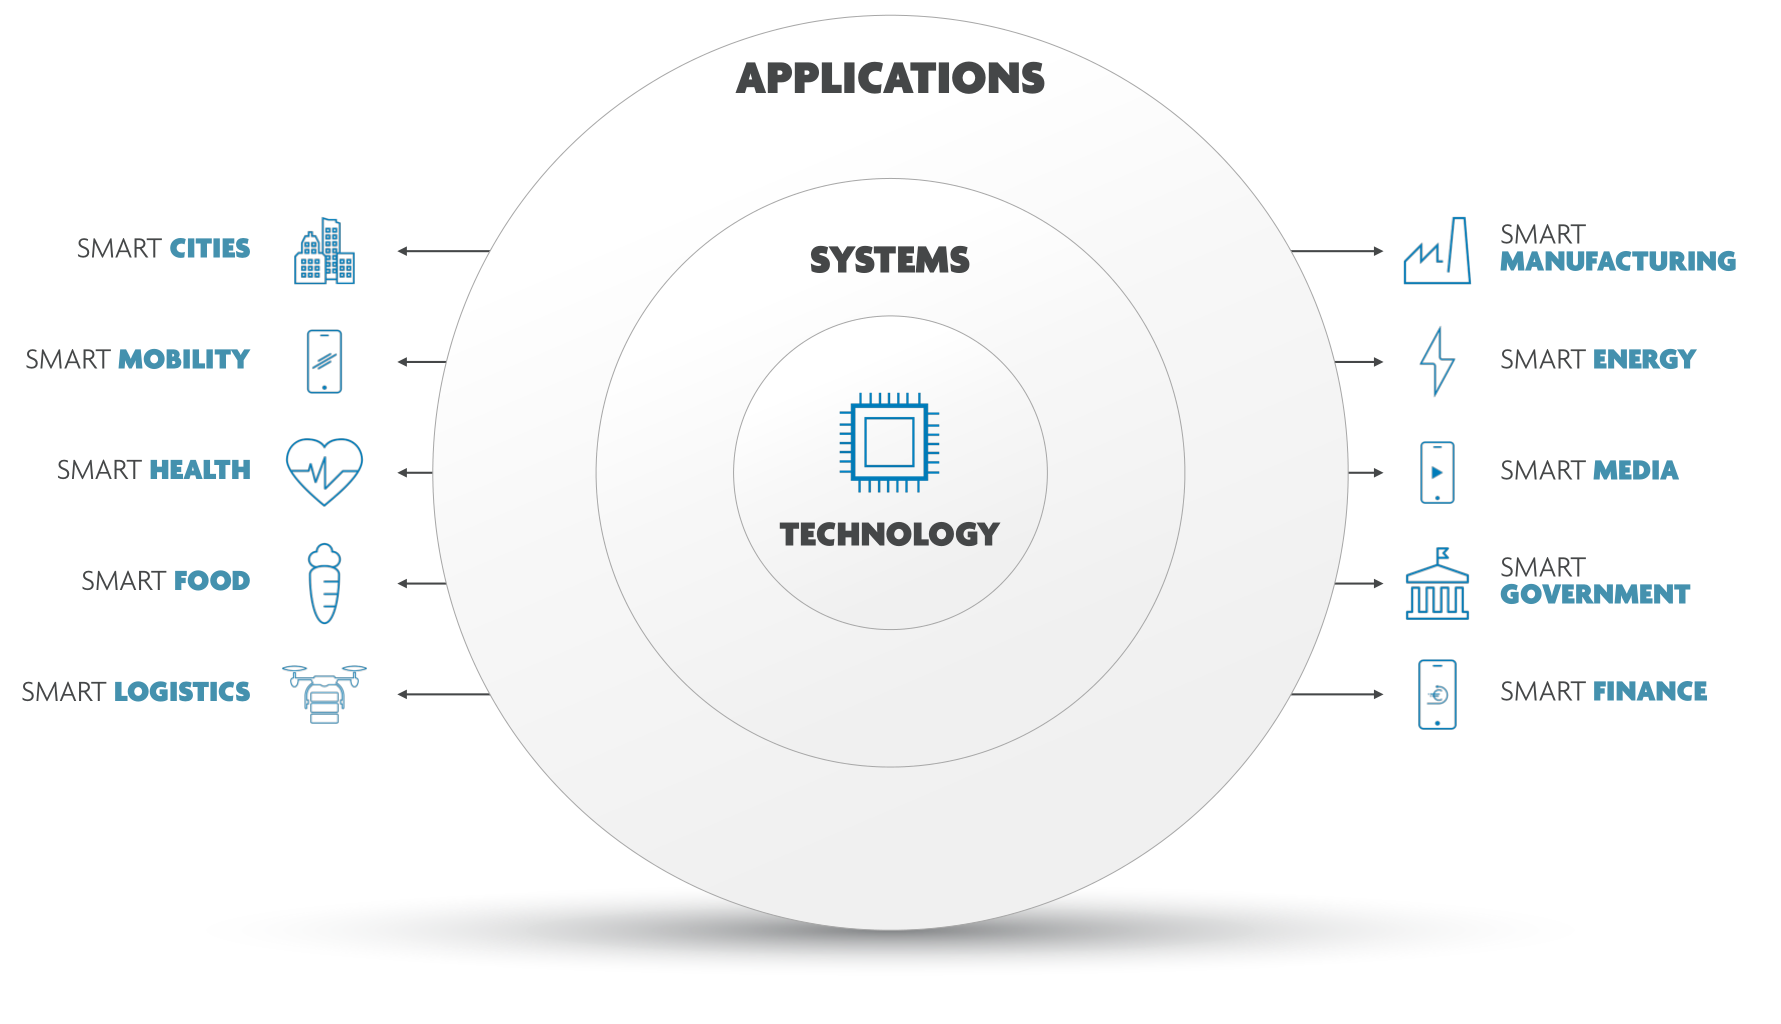 APPLICATIONS
SYSTEMS
TECHNOLOGY
SMART CITIES
SMART MOBILITY
SMART HEALTH
SMART FOOD
SMART LOGISTICS
SMART
MANUFACTURING
SMART ENERGY
SMART MEDIA
SMART
GOVERNMENT
SMART FINANCE